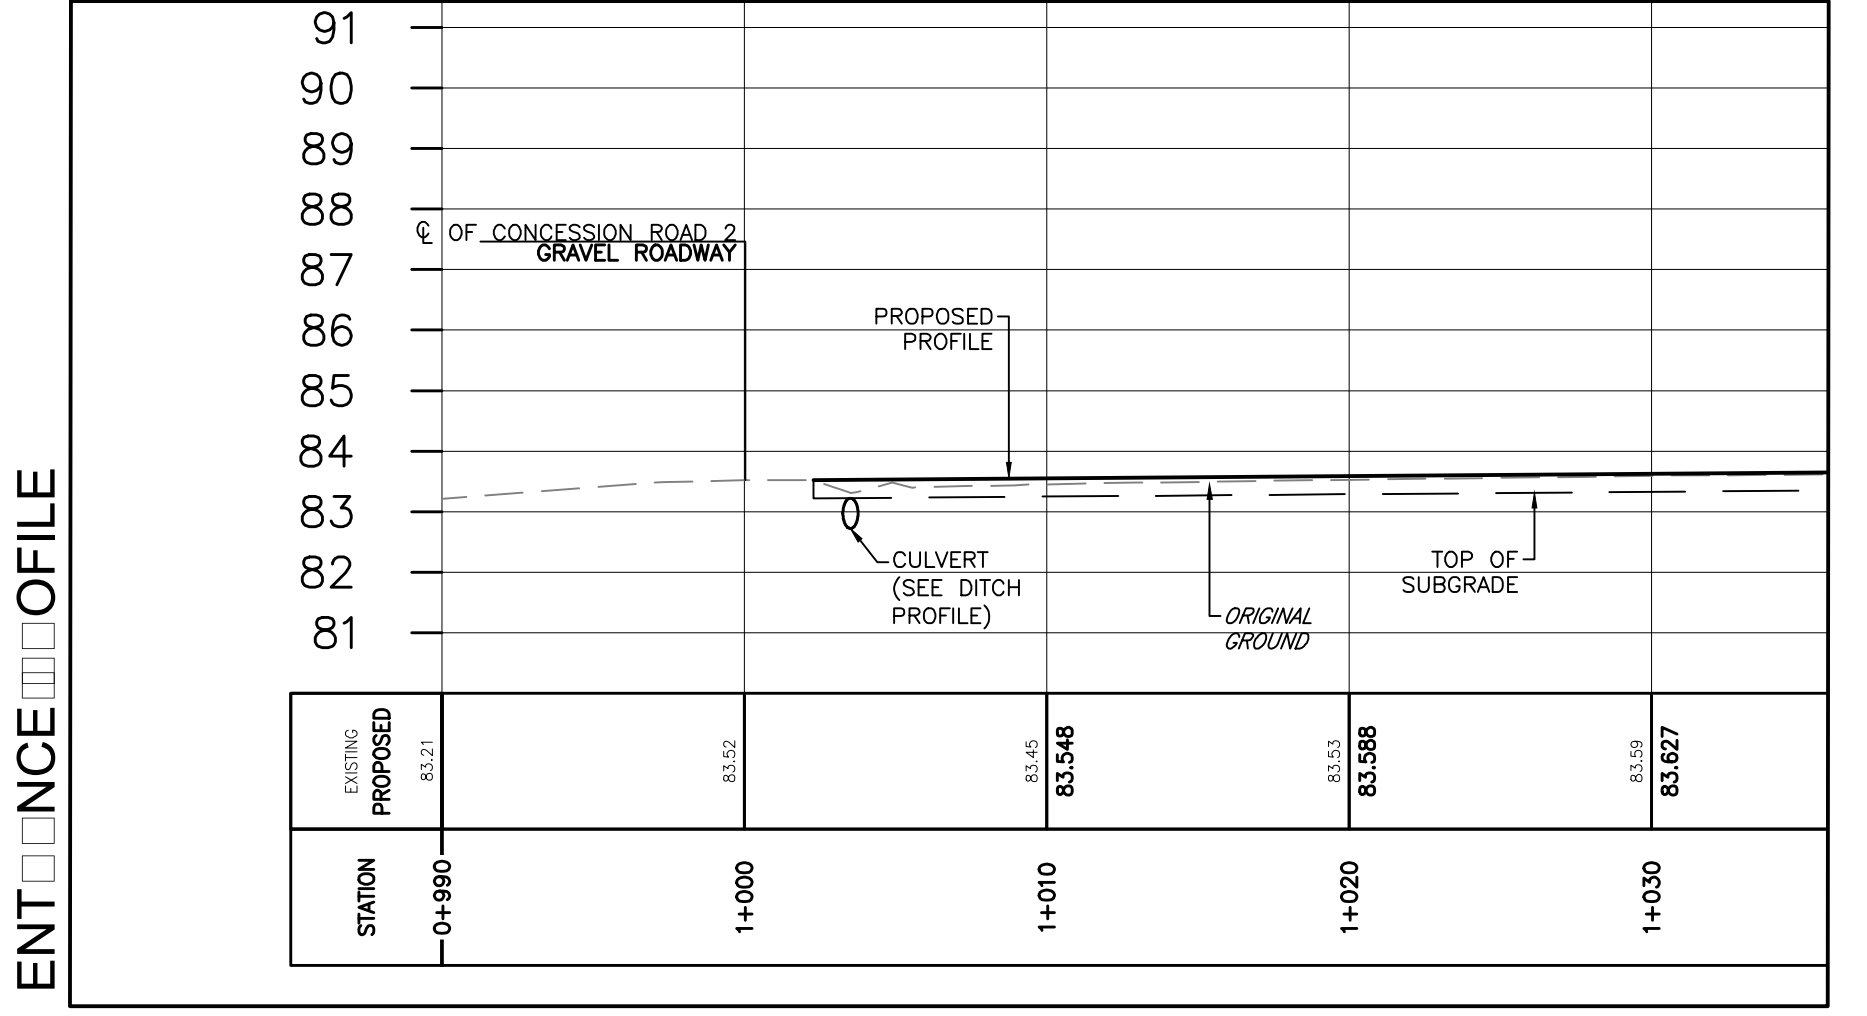 91
90
89
88
℄ OF CONCESSION ROAD 2
GRAVEL ROADWAY
87
PROPOSED
PROFILE
86
85
84
83
CULVERT
(SEE DITCH
PROFILE)
TOP OF
SUBGRADE
82
ORIGINAL
GROUND
81
EXISTING
PROPOSED
83.21
83.52
83.45
83.548
83.53
83.588
83.59
83.627
STATION
0+990
1+000
1+010
1+020
1+030
ENT□□NCE □□OFILE